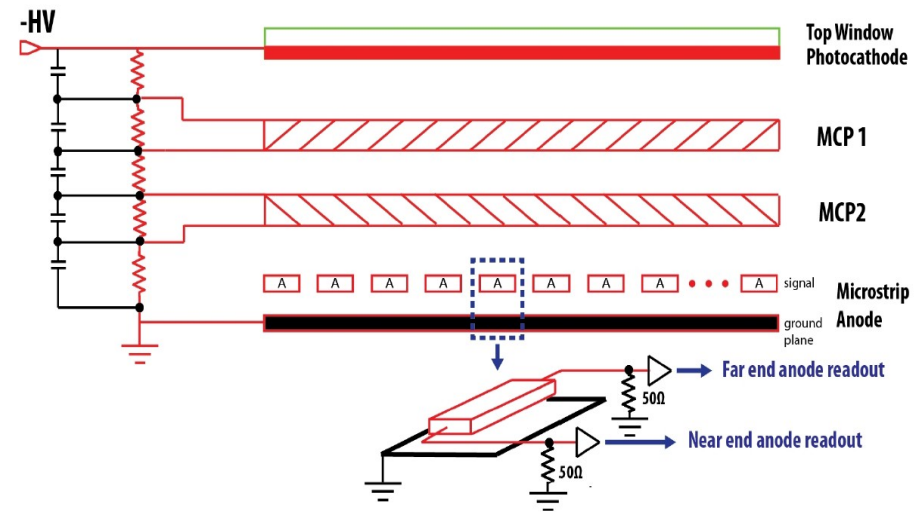 -HV
Top Window
Photocathode
MCP 1
MCP2
A A A A A A A A A
signal
Microstrip
Anode
ground
plane
Far end anode readout
50Ω
Near end anode readout
50Ω